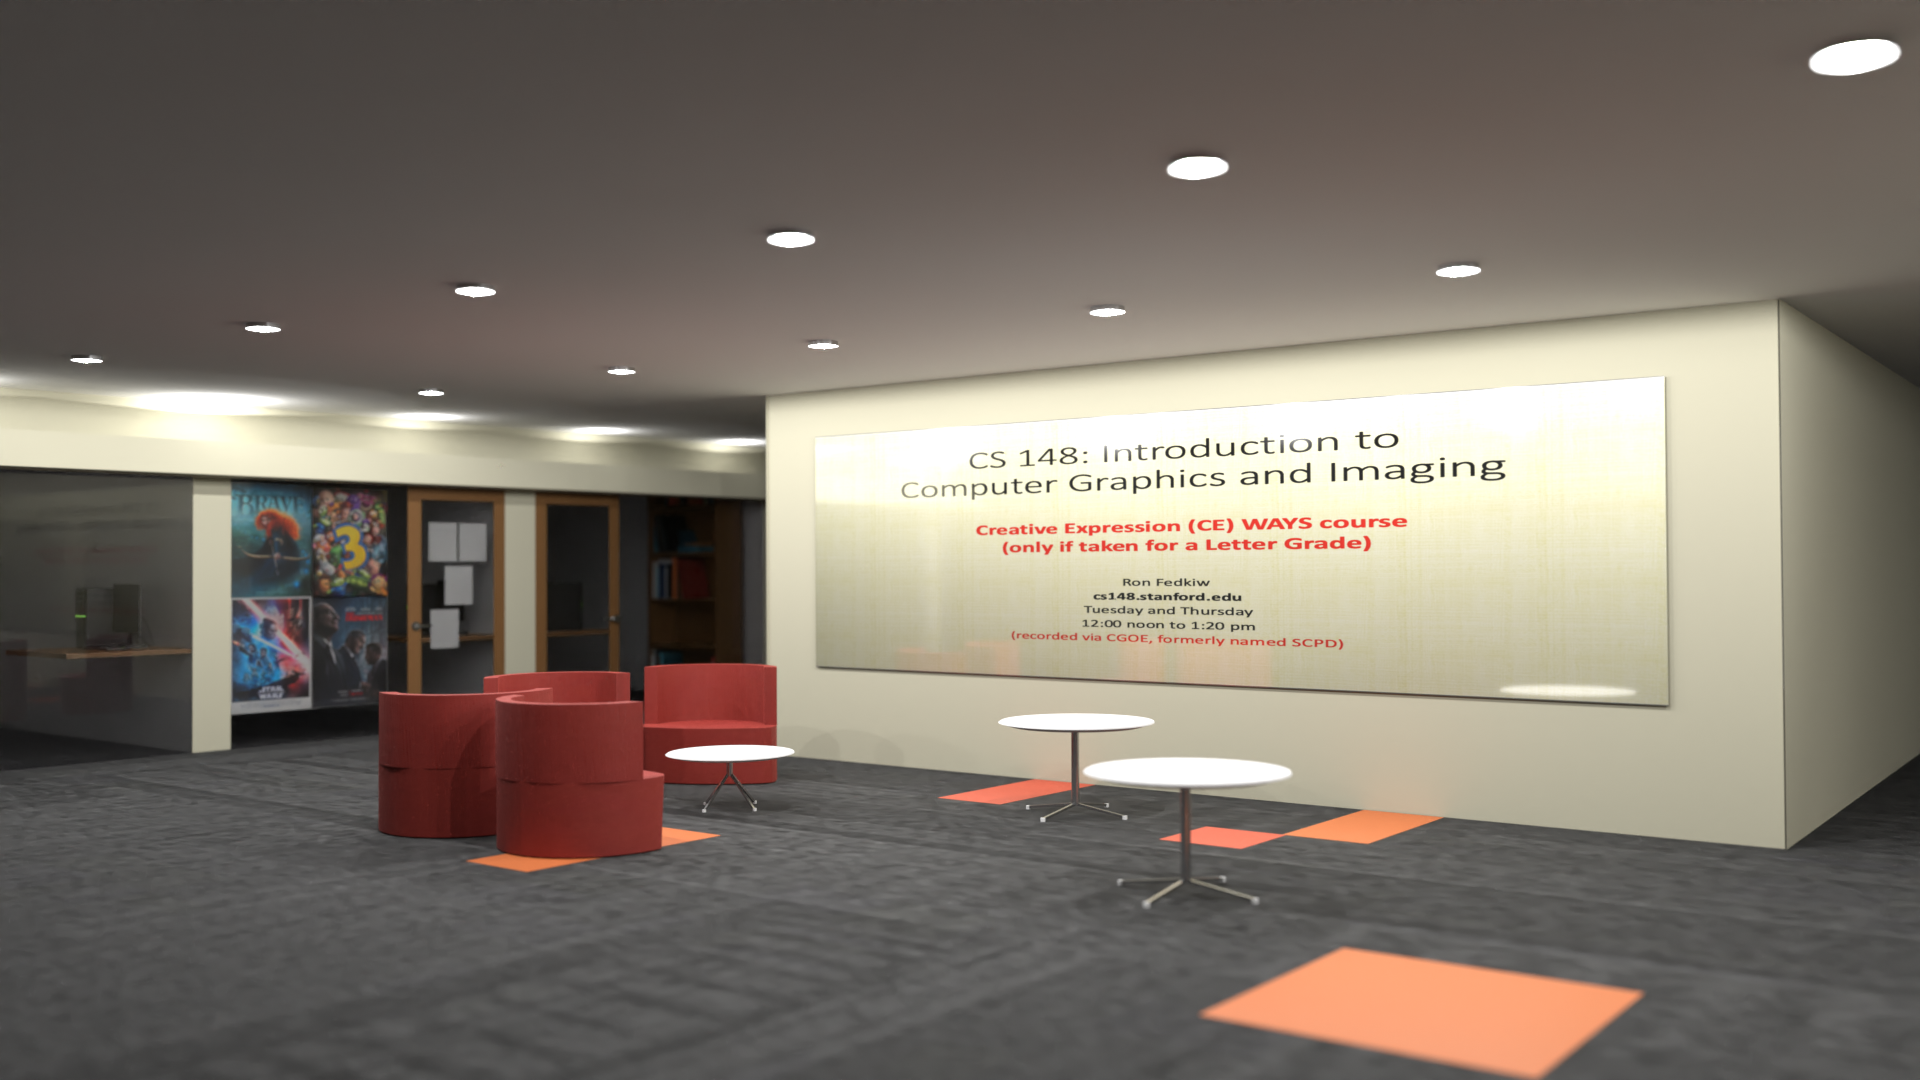 BRAVE
3
STAR
WARS
CS 148: Introduction to
Computer Graphics and Imaging
Creative Expression (CE) WAYS course
(only if taken for a Letter Grade)
Ron Fedkiw
cs148.stanford.edu
Tuesday and Thursday
12:00 noon to 1:20 pm
(recorded via CGOE, formerly named SCPD)